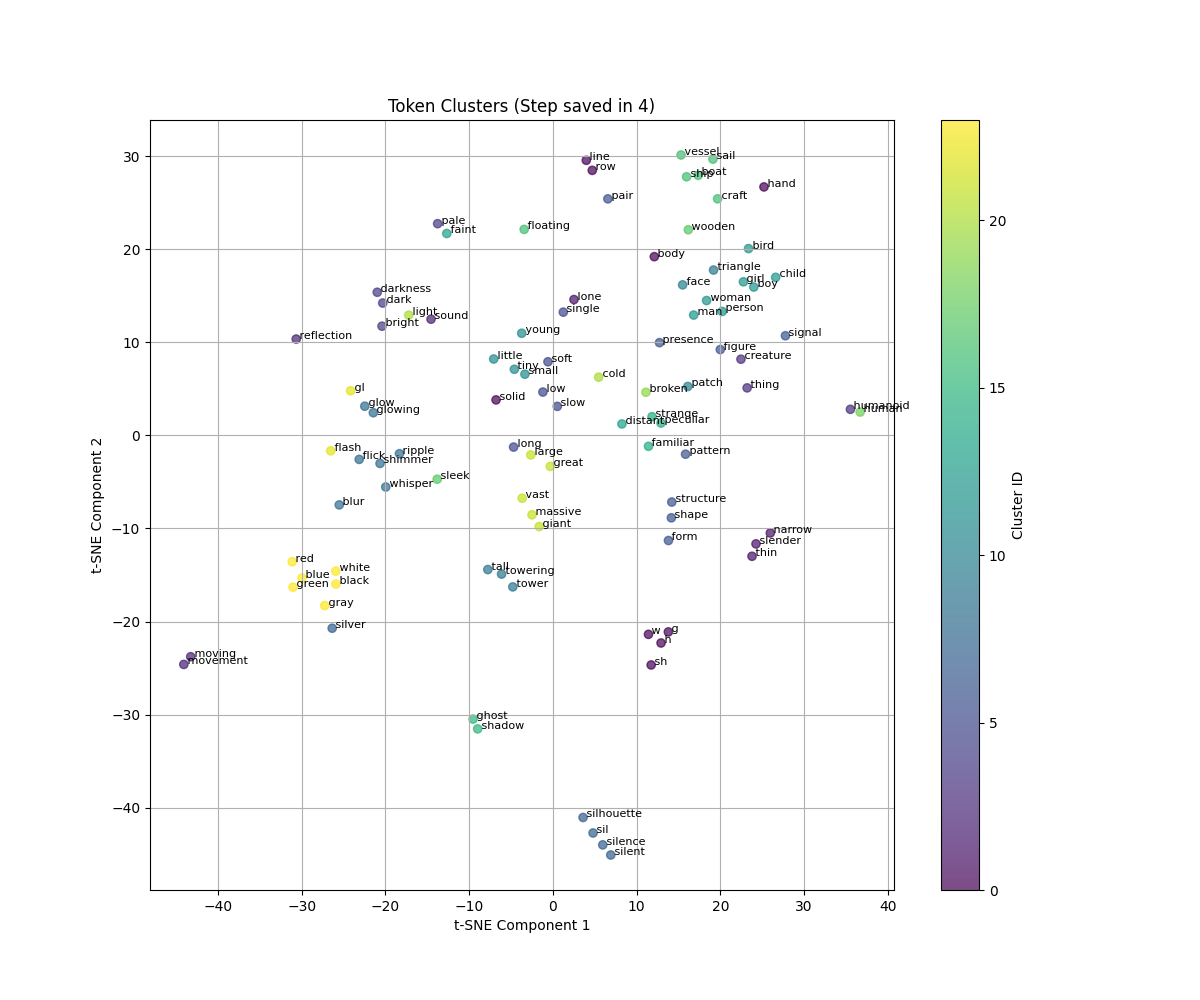 Token Clusters (Step saved in 4)
30
20
10
0
−10
−20
−30
−40
t-SNE Component 2
−40
−30
−20
−10
0
10
20
30
40
t-SNE Component 1
line
row
pair
vessel
sail
ship
boat
hand
craft
wooden
pale
faint
floating
bird
body
triangle
child
girl
boy
face
darkness
dark
light
sound
bright
lone
single
woman
person
man
reflection
young
signal
presence
figure
creature
little
tiny
small
soft
cold
gl
glow
glowing
low
slow
solid
broken
patch
thing
humanoid
human
strange
peculiar
distant
familiar
pattern
flash
flick
ripple
shimmer
long
large
great
whisper
sleek
blur
vast
massive
giant
structure
shape
form
narrow
slender
thin
red
blue
green
white
black
gray
silver
tall
towering
tower
w
g
h
sh
moving
movement
ghost
shadow
silhouette
sil
silence
silent
20
15
10
5
0
Cluster ID